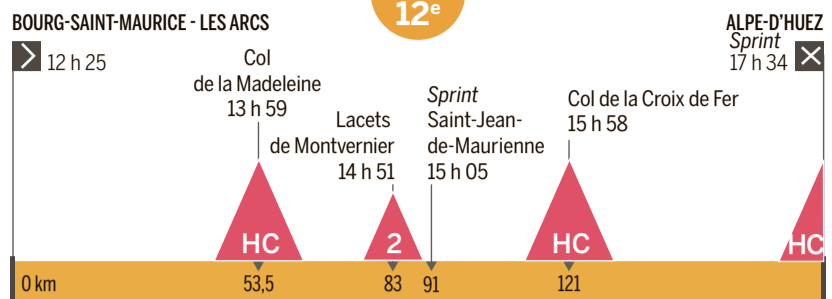 12e
BOURG-SAINT-MAURICE - LES ARCS
12 h 25
Col
de la Madeleine
13 h 59
Lacets
de Montvernier
14 h 51
Sprint
Saint-Jean-
de-Maurienne
15 h 05
Col de la Croix de Fer
15 h 58
ALPE-D'HUEZ
Sprint
17 h 34
HC
2
HC
HC
0 km
53,5
83
91
121